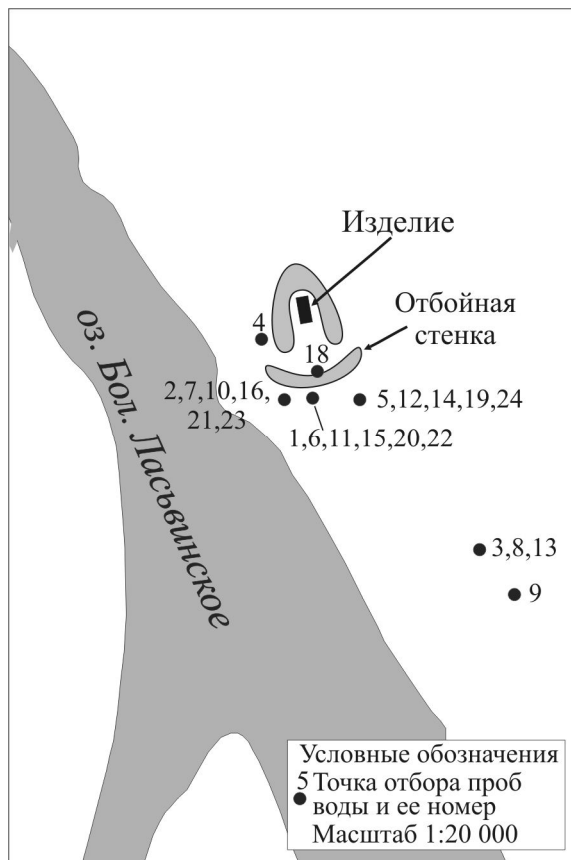 Изделие
Отбойная
стенка
4
18
2,7,10,16,
21,23
5,12,14,19,24
1,6,11,15,20,22
оз. Бол. Ласьвинское
3,8,13
9
Условные обозначения
5 Точка отбора проб
воды и ее номер
Масштаб 1:20 000